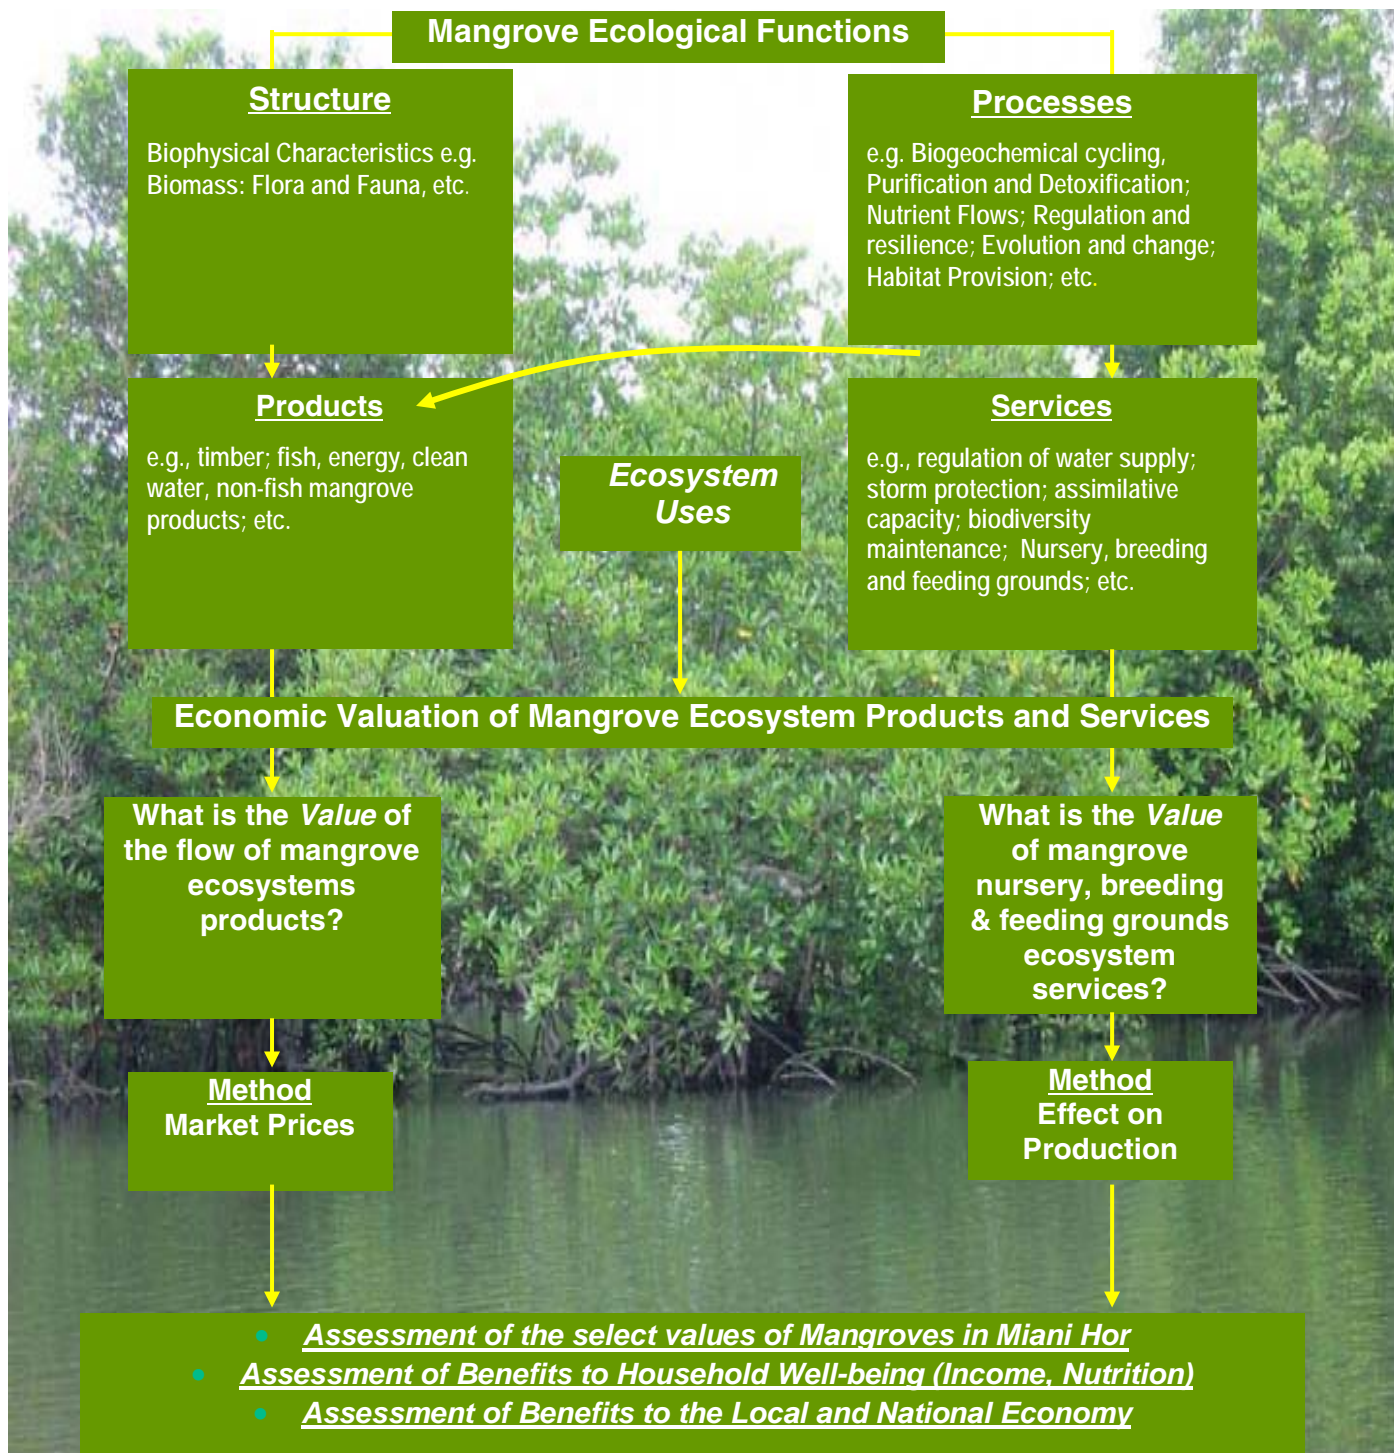 Mangrove Ecological Functions
Structure
Biophysical Characteristics e.g.
Biomass: Flora and Fauna, etc.
Processes
e.g. Biogeochemical cycling,
Purification and Detoxification;
Nutrient Flows; Regulation and
resilience; Evolution and change;
Habitat Provision; etc.
Products
e.g., timber; fish, energy, clean
water, non-fish mangrove
products; etc.
Ecosystem
Uses
Services
e.g., regulation of water supply;
storm protection; assimilative
capacity; biodiversity
maintenance; Nursery, breeding
and feeding grounds; etc.
Economic Valuation of Mangrove Ecosystem Products and Services
What is the Value of
the flow of mangrove
ecosystems
products?
What is the Value
of mangrove
nursery, breeding
& feeding grounds
ecosystem
services?
Method
Market Prices
Method
Effect on
Production
• Assessment of the select values of Mangroves in Miani Hor
• Assessment of Benefits to Household Well-being (Income, Nutrition)
• Assessment of Benefits to the Local and National Economy